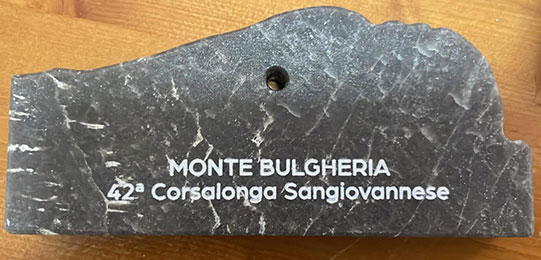 MONTE BULGHERIA
42ª Corsalonga Sangiovannese